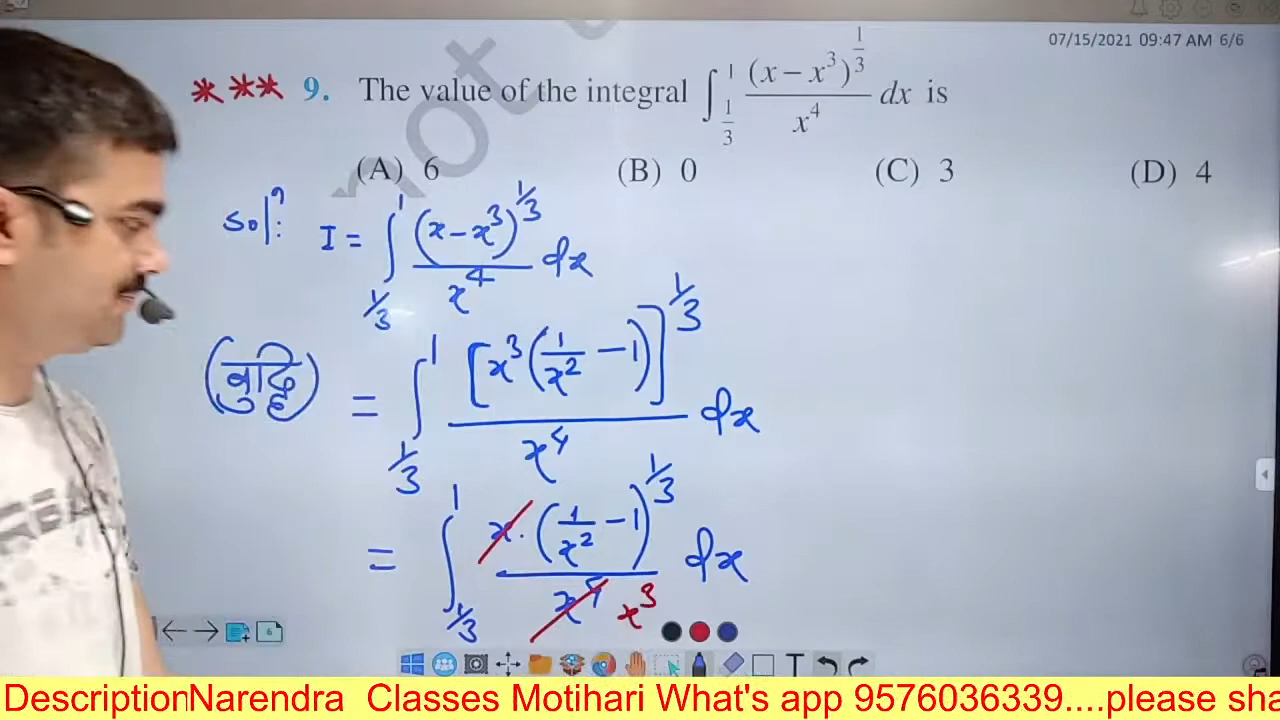 07/15/2021 09:47 AM 6/6
*** 9. The value of the integral ∫_{1/3}^{1} (x – x³)^{1/3} / x⁴ dx is
(A) 6 (B) 0 (C) 3 (D) 4
not
Sol: I = ∫_{1/3}^{1} (x – x³)^{1/3} / x⁴ dx
(बुद्धि) = ∫_{1/3}^{1} [x³(1/x² – 1)]^{1/3} / x⁴ dx
= ∫_{1/3}^{1} x·(1/x² – 1)^{1/3} / x⁴ x³ dx
6
T
DescriptionNarendra Classes Motihari What's app 9576036339....please sha